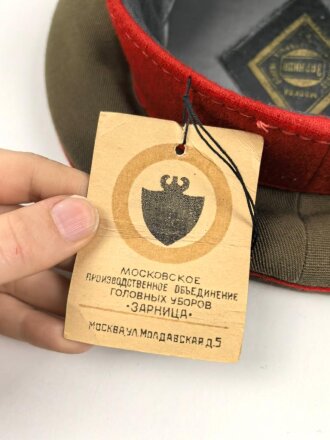 МОСКОВСКОЕ
ПРОИЗВОДСТВЕННОЕ ОБЪЕДИНЕНИЕ
ГОЛОВНЫХ УБОРОВ
·ЗАРНИЦА·
МОСКВА,УЛ.МОЛДАВСКАЯ Д.5